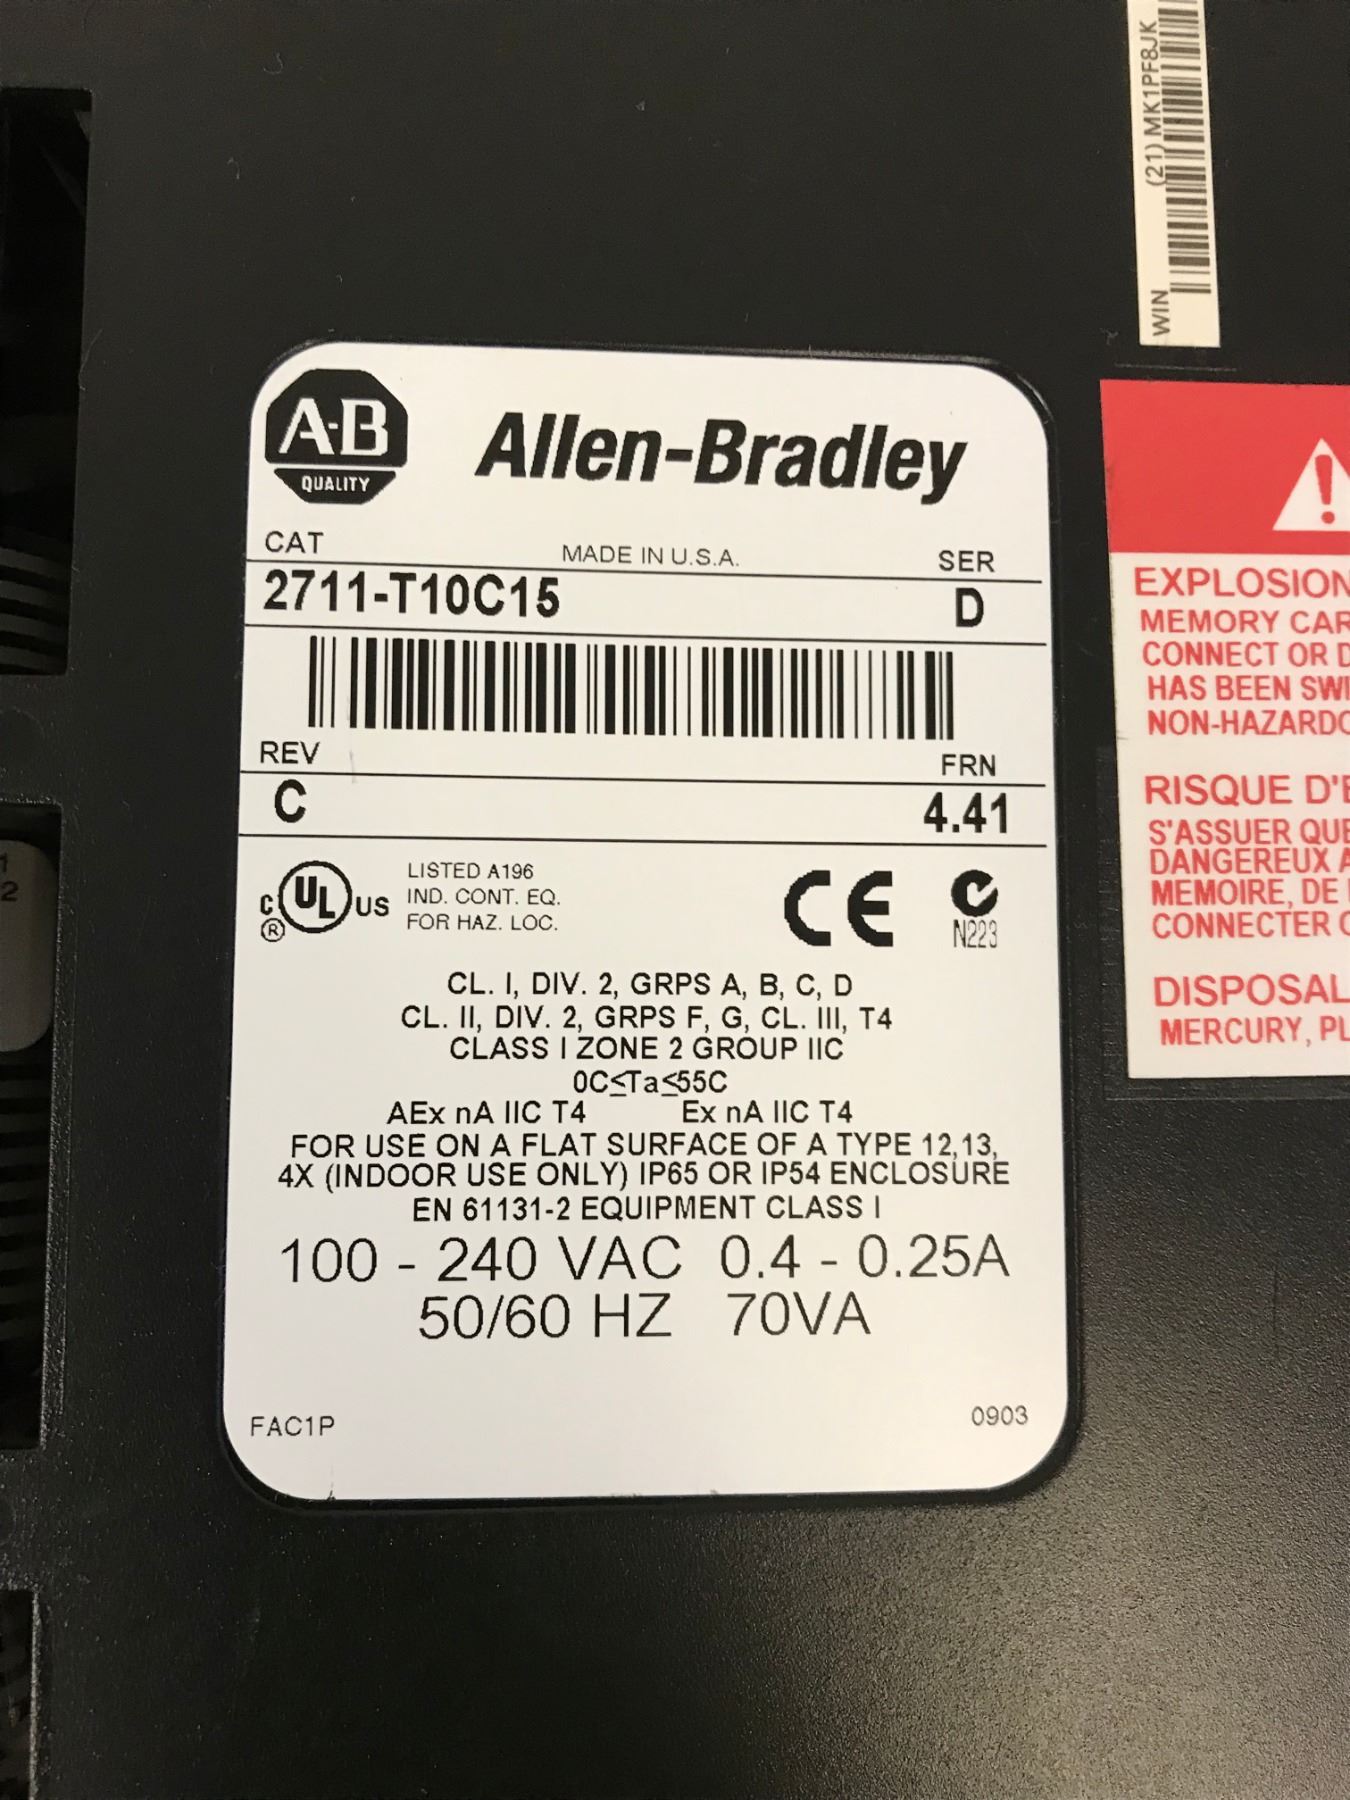 (21) MK1PF8JK
WIN
A-B
QUALITY
Allen-Bradley
CAT
MADE IN U.S.A.
SER
2711-T10C15
D
REV
FRN
C
4.41
C UL US
®
LISTED A196
IND. CONT. EQ.
FOR HAZ. LOC.
CE
N223
CL. I, DIV. 2, GRPS A, B, C, D
CL. II, DIV. 2, GRPS F, G, CL. III, T4
CLASS I ZONE 2 GROUP IIC
0C≤Ta≤55C
AEx nA IIC T4 Ex nA IIC T4
FOR USE ON A FLAT SURFACE OF A TYPE 12,13,
4X (INDOOR USE ONLY) IP65 OR IP54 ENCLOSURE
EN 61131-2 EQUIPMENT CLASS I
100 - 240 VAC 0.4 - 0.25A
50/60 HZ 70VA
FAC1P
0903
EXPLOSION
MEMORY CAR
CONNECT OR D
HAS BEEN SWI
NON-HAZARDO
RISQUE D'E
S'ASSUER QUE
DANGEREUX A
MEMOIRE, DE
CONNECTER O
DISPOSAL
MERCURY, PL
1
2